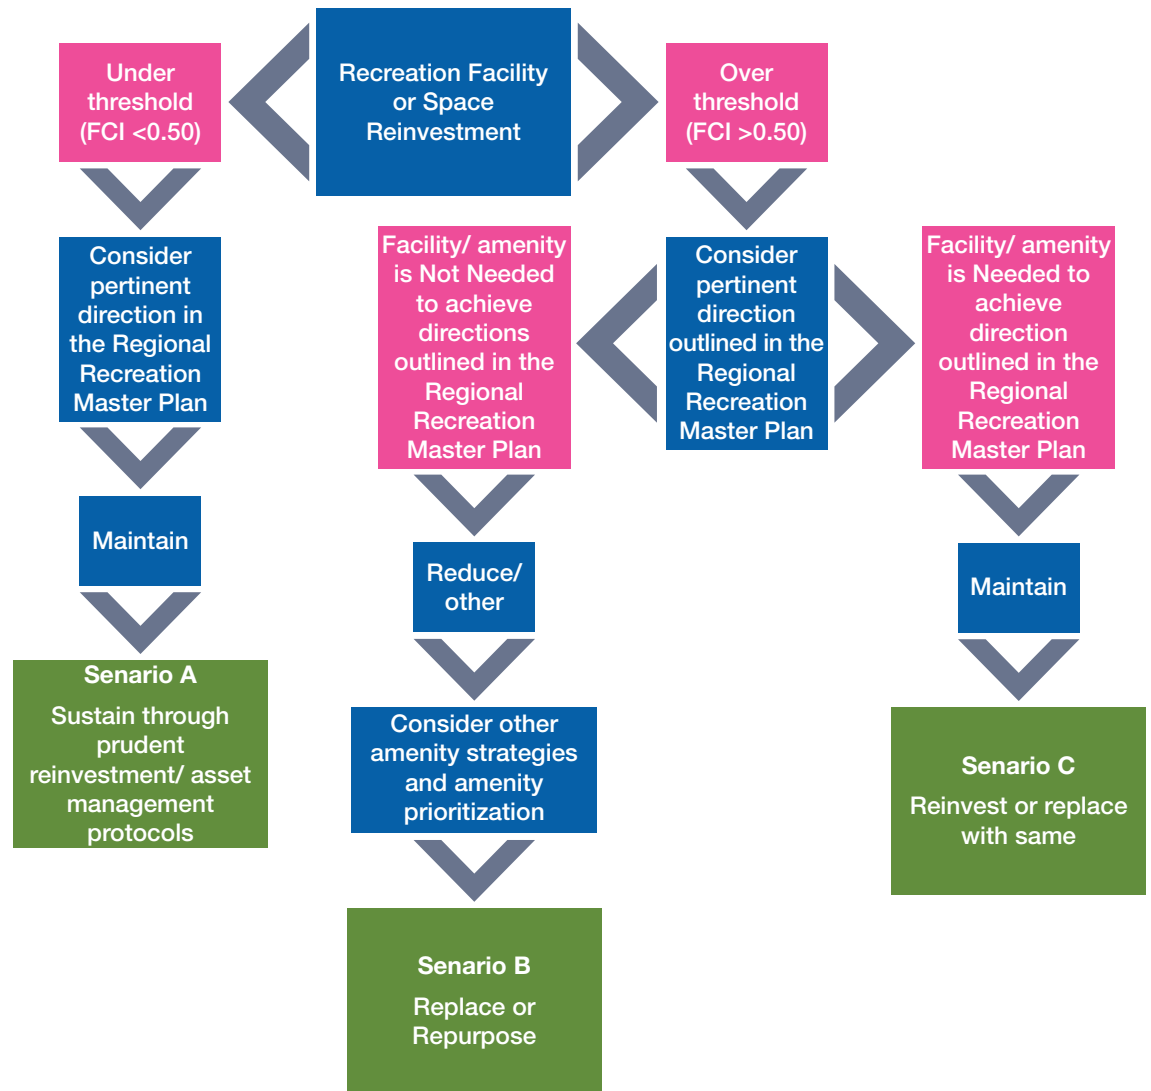 Recreation Facility
or Space
Reinvestment
Under
threshold
(FCI <0.50)
Over
threshold
(FCI >0.50)
Consider
pertinent
direction in
the Regional
Recreation
Master Plan
Facility/ amenity
is Not Needed
to achieve
directions
outlined in the
Regional
Recreation
Master Plan
Consider
pertinent
direction
outlined in the
Regional
Recreation
Master Plan
Facility/ amenity
is Needed to
achieve
direction
outlined in the
Regional
Recreation
Master Plan
Maintain
Reduce/
other
Maintain
Senario A
Sustain through
prudent
reinvestment/ asset
management
protocols
Consider other
amenity strategies
and amenity
prioritization
Senario C
Reinvest or replace
with same
Senario B
Replace or
Repurpose